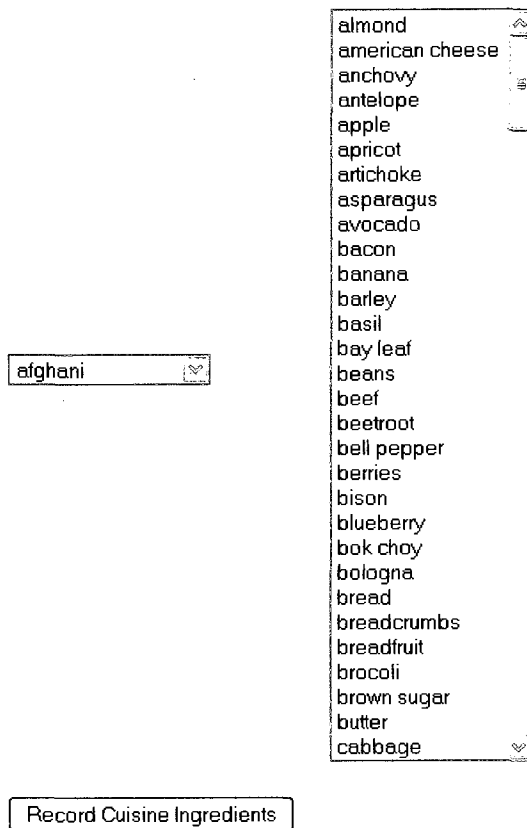 almond
american cheese
anchovy
antelope
apple
apricot
artichoke
asparagus
avocado
bacon
banana
barley
basil
bay leaf
afghani
beans
beef
beetroot
bell pepper
berries
bison
blueberry
bok choy
bologna
bread
breadcrumbs
breadfruit
brocoli
brown sugar
butter
cabbage
Record Cuisine Ingredients